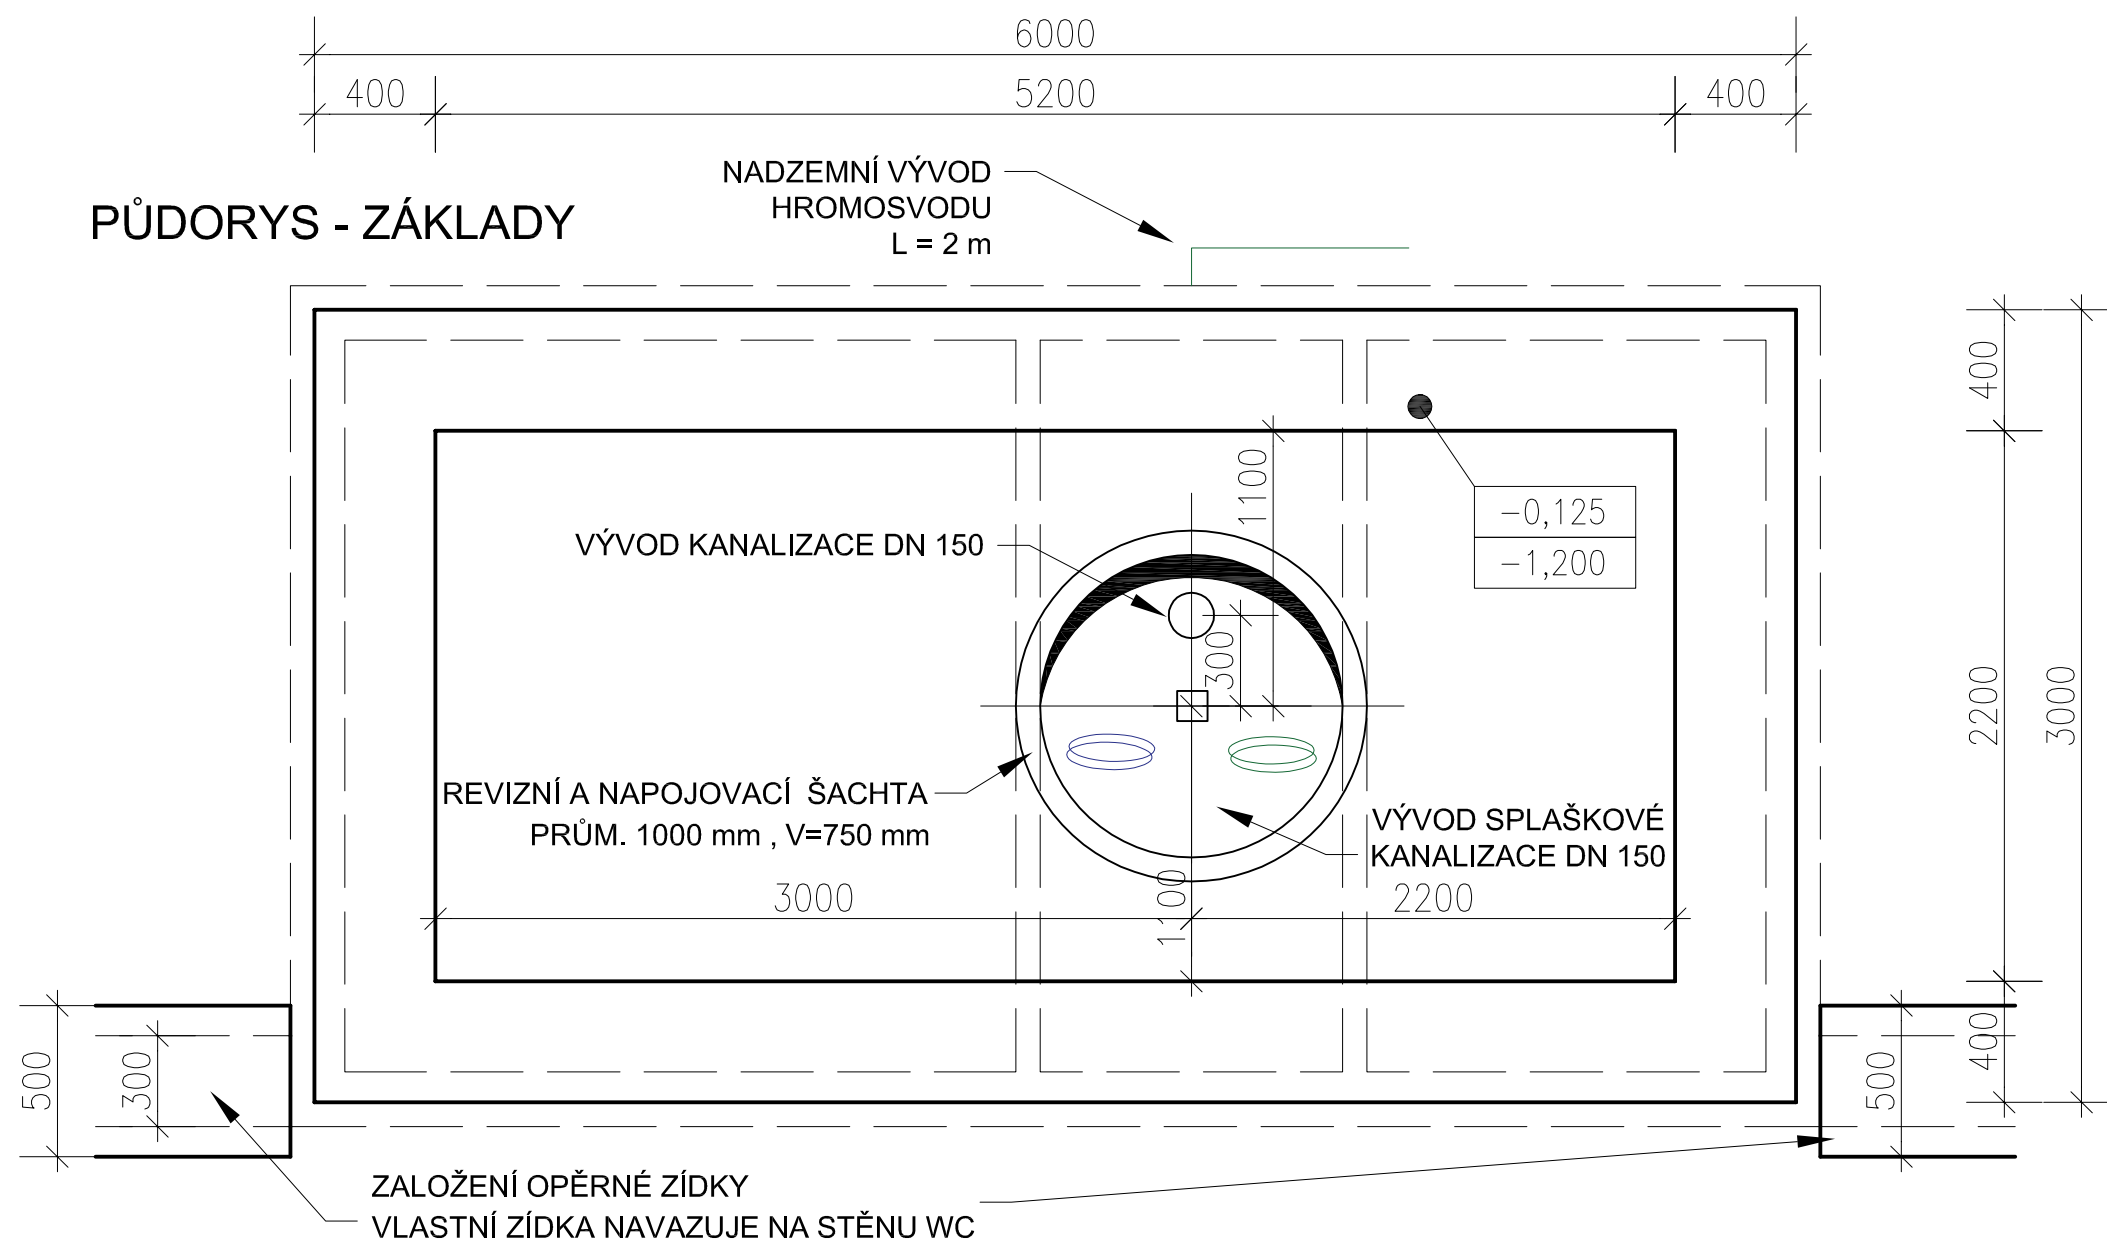 6000
400
5200
400
NADZEMNÍ VÝVOD
HROMOSVODU
L = 2 m
PŮDORYS - ZÁKLADY
400
1100
-0,125
-1,200
VÝVOD KANALIZACE DN 150
300
2200
3000
REVIZNÍ A NAPOJOVACÍ ŠACHTA
PRŮM. 1000 mm , V=750 mm
VÝVOD SPLAŠKOVÉ
KANALIZACE DN 150
3000
1100
2200
500
300
500
400
ZALOŽENÍ OPĚRNÉ ZÍDKY
VLASTNÍ ZÍDKA NAVAZUJE NA STĚNU WC